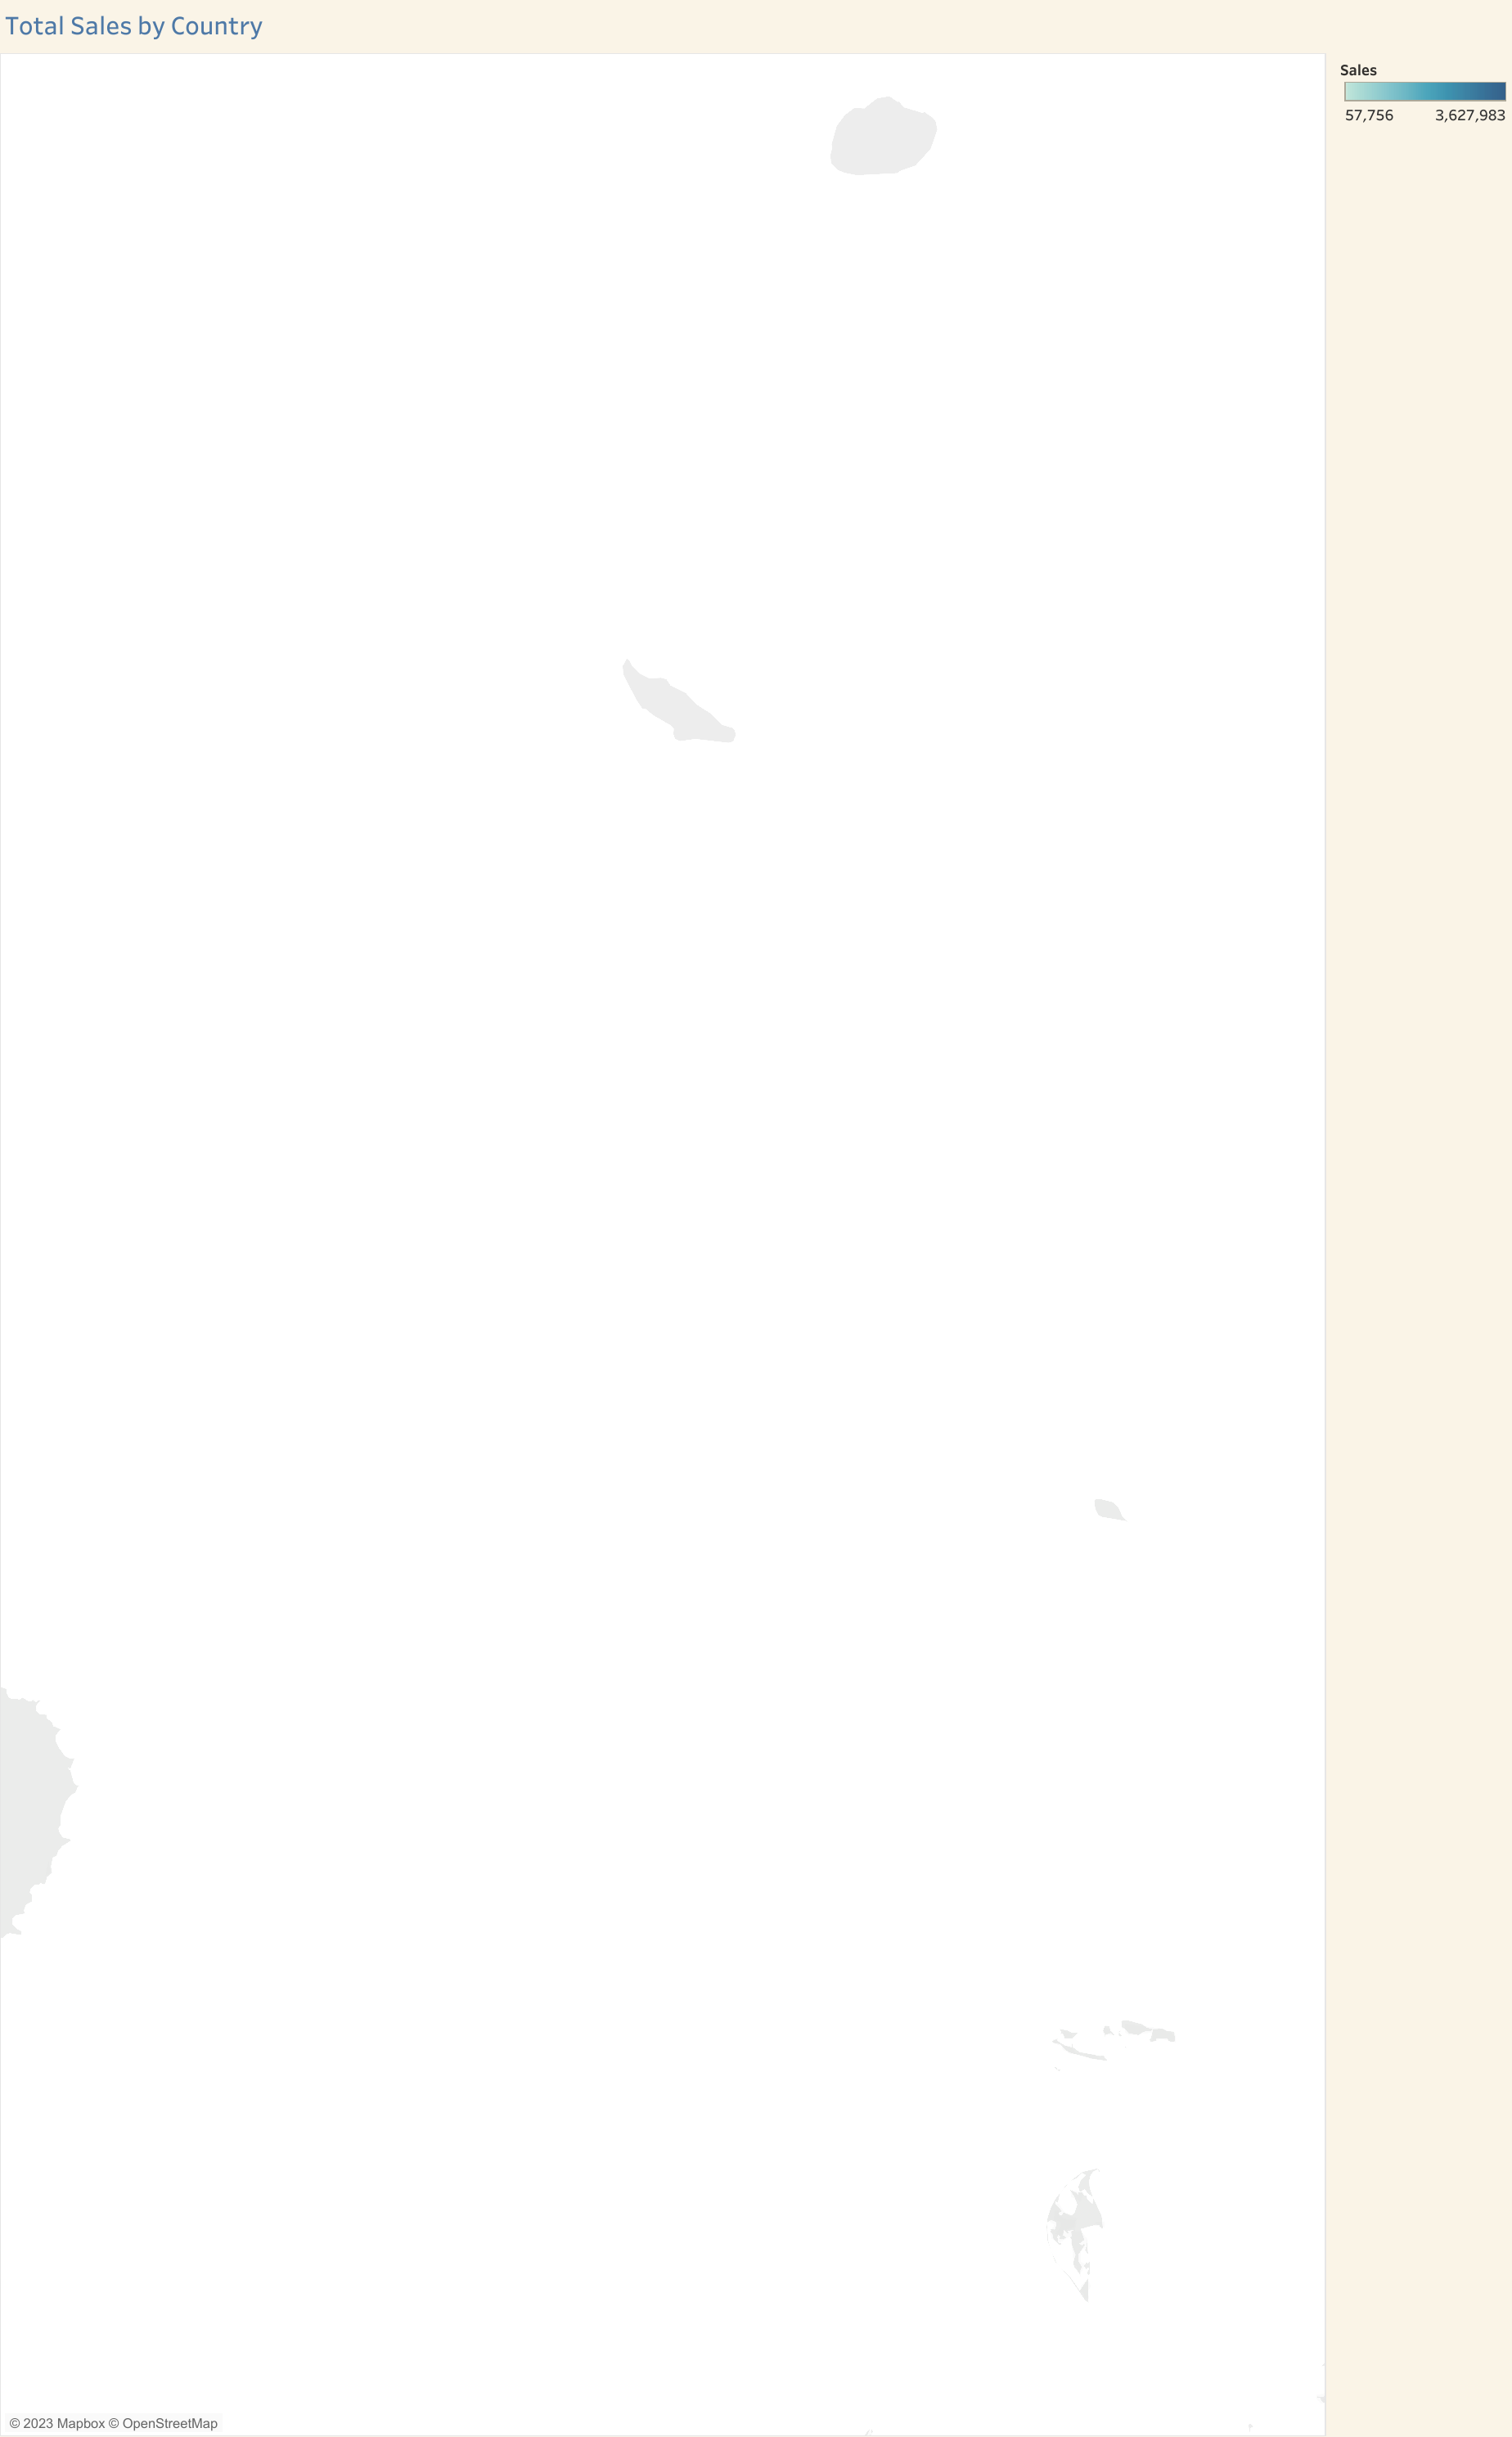 Total Sales by Country
Sales
57,756 3,627,983
© 2023 Mapbox © OpenStreetMap